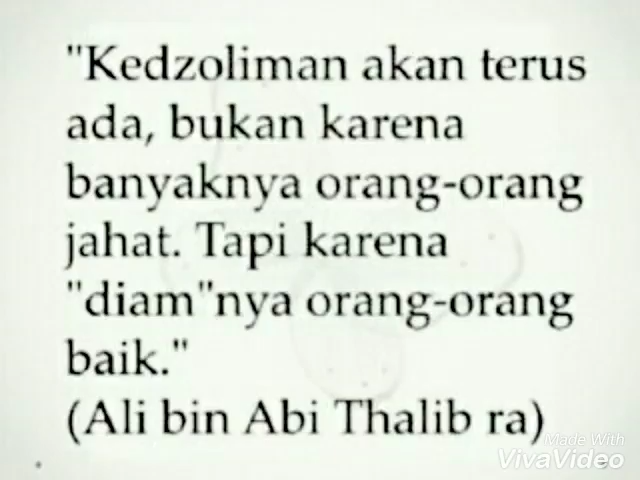 "Kedzoliman akan terus
ada, bukan karena
banyaknya orang-orang
jahat. Tapi karena
"diam"nya orang-orang
baik."
(Ali bin Abi Thalib ra)
Made With
VivaVideo